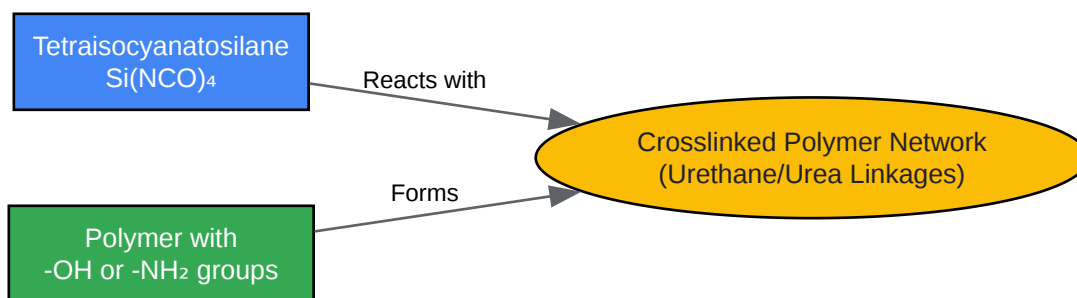 Tetraisocyanatosilane
Si(NCO)₄
Reacts with
Crosslinked Polymer Network
(Urethane/Urea Linkages)
Forms
Polymer with
-OH or -NH₂ groups